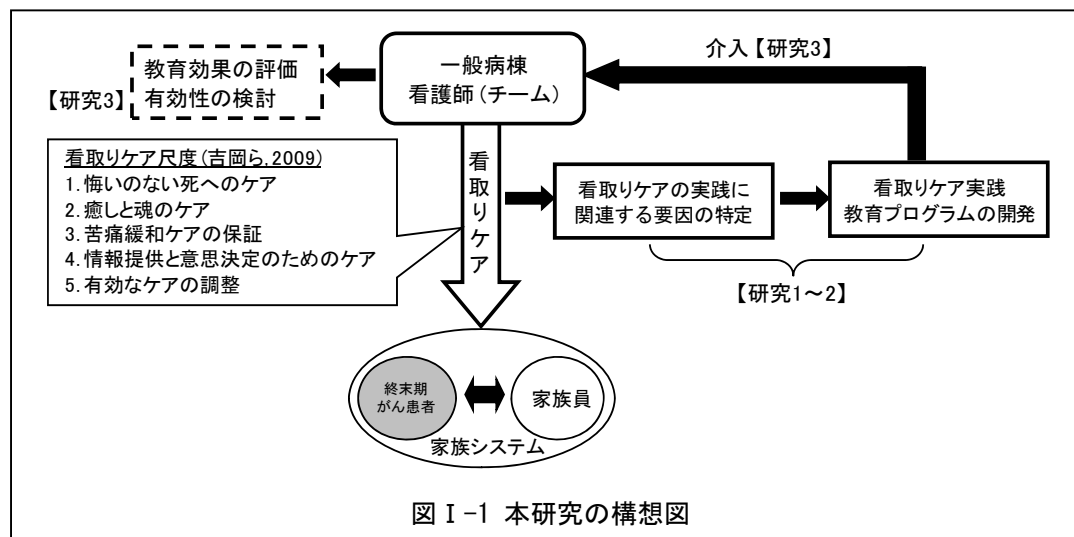 介入【研究3】
一般病棟
看護師(チーム)
教育効果の評価
有効性の検討
【研究3】
看取りケア尺度(吉岡ら,2009)
1.悔いのない死へのケア
2.癒しと魂のケア
3.苦痛緩和ケアの保証
4.情報提供と意思決定のためのケア
5.有効なケアの調整
看取りケア
看取りケアの実践に
関連する要因の特定
看取りケア実践
教育プログラムの開発
【研究1～2】
終末期
がん患者
家族員
家族システム
図Ⅰ-1 本研究の構想図